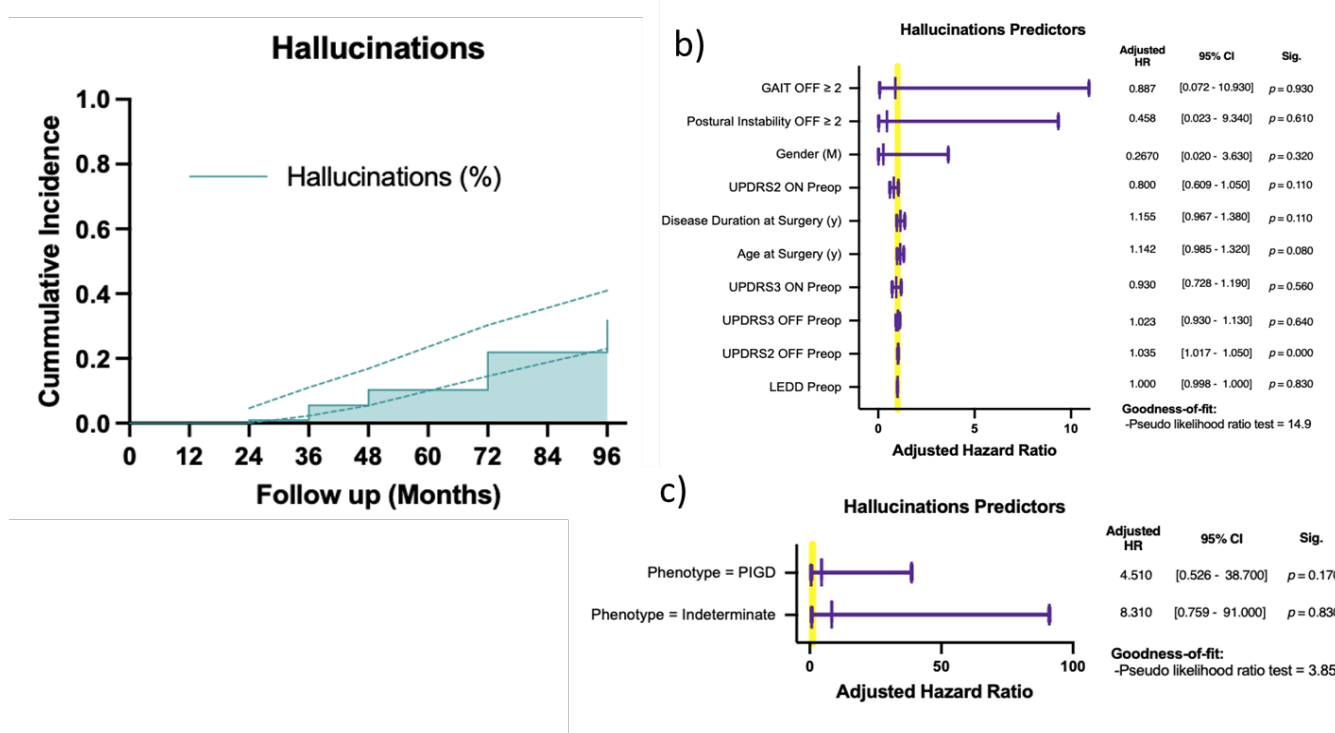 Hallucinations
Cummulative Incidence
1.0
0.8
0.6
0.4
0.2
0.0
Hallucinations (%)
0 12 24 36 48 60 72 84 96
Follow up (Months)
b)
Hallucinations Predictors
Adjusted HR 95% CI Sig.
GAIT OFF ≥ 2 0.887 [0.072 - 10.930] p = 0.930
Postural Instability OFF ≥ 2 0.458 [0.023 - 9.340] p = 0.610
Gender (M) 0.2670 [0.020 - 3.630] p = 0.320
UPDRS2 ON Preop 0.800 [0.609 - 1.050] p = 0.110
Disease Duration at Surgery (y) 1.155 [0.967 - 1.380] p = 0.110
Age at Surgery (y) 1.142 [0.985 - 1.320] p = 0.080
UPDRS3 ON Preop 0.930 [0.728 - 1.190] p = 0.560
UPDRS3 OFF Preop 1.023 [0.930 - 1.130] p = 0.640
UPDRS2 OFF Preop 1.035 [1.017 - 1.050] p = 0.000
LEDD Preop 1.000 [0.998 - 1.000] p = 0.830
0 5 10
Adjusted Hazard Ratio
Goodness-of-fit:
-Pseudo likelihood ratio test = 14.9
c)
Hallucinations Predictors
Adjusted HR 95% CI Sig.
Phenotype = PIGD 4.510 [0.526 - 38.700] p = 0.170
Phenotype = Indeterminate 8.310 [0.759 - 91.000] p = 0.830
0 50 100
Adjusted Hazard Ratio
Goodness-of-fit:
-Pseudo likelihood ratio test = 3.85